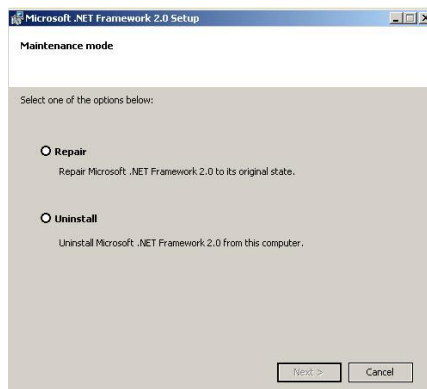 Microsoft .NET Framework 2.0 Setup
Maintenance mode
Select one of the options below:
Repair
Repair Microsoft .NET Framework 2.0 to its original state.
Uninstall
Uninstall Microsoft .NET Framework 2.0 from this computer.
Next > Cancel